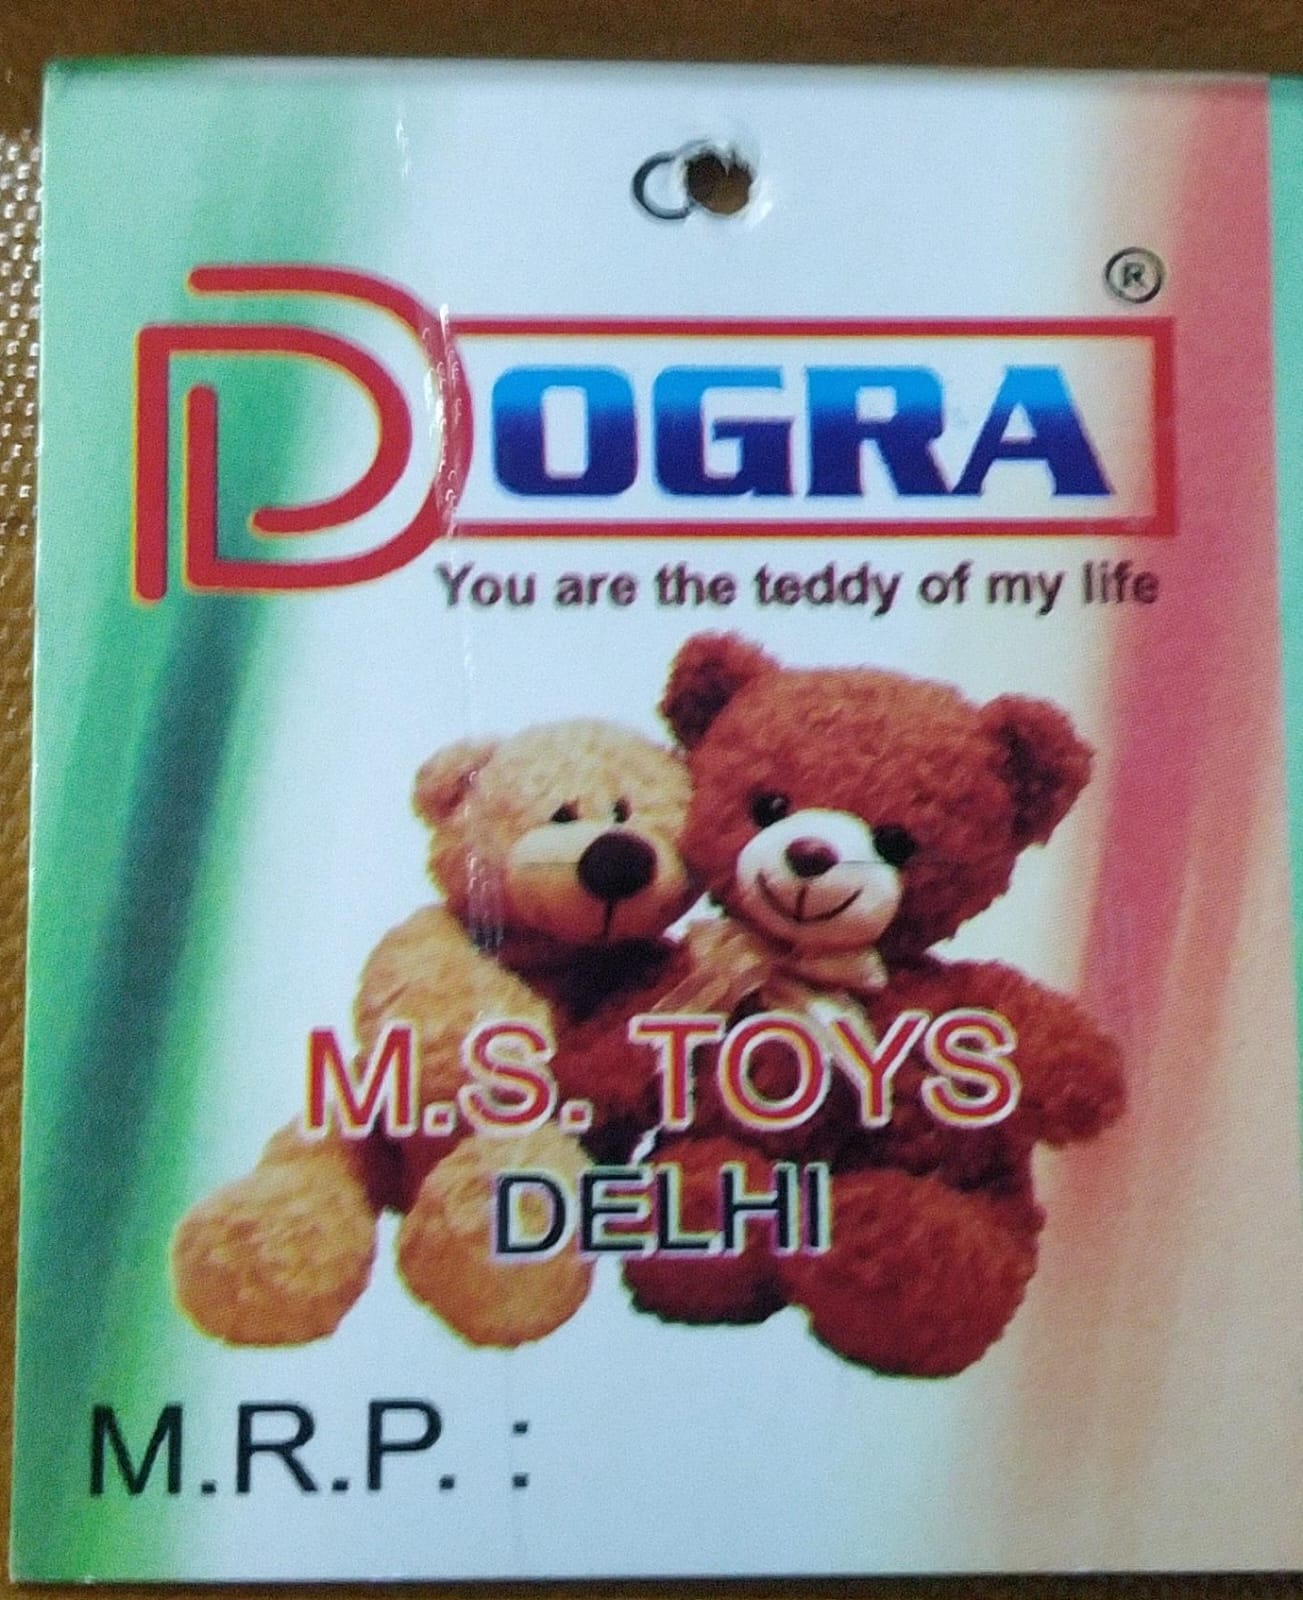 ®
DOGRA
You are the teddy of my life
M.S. TOYS
DELHI
M.R.P. :